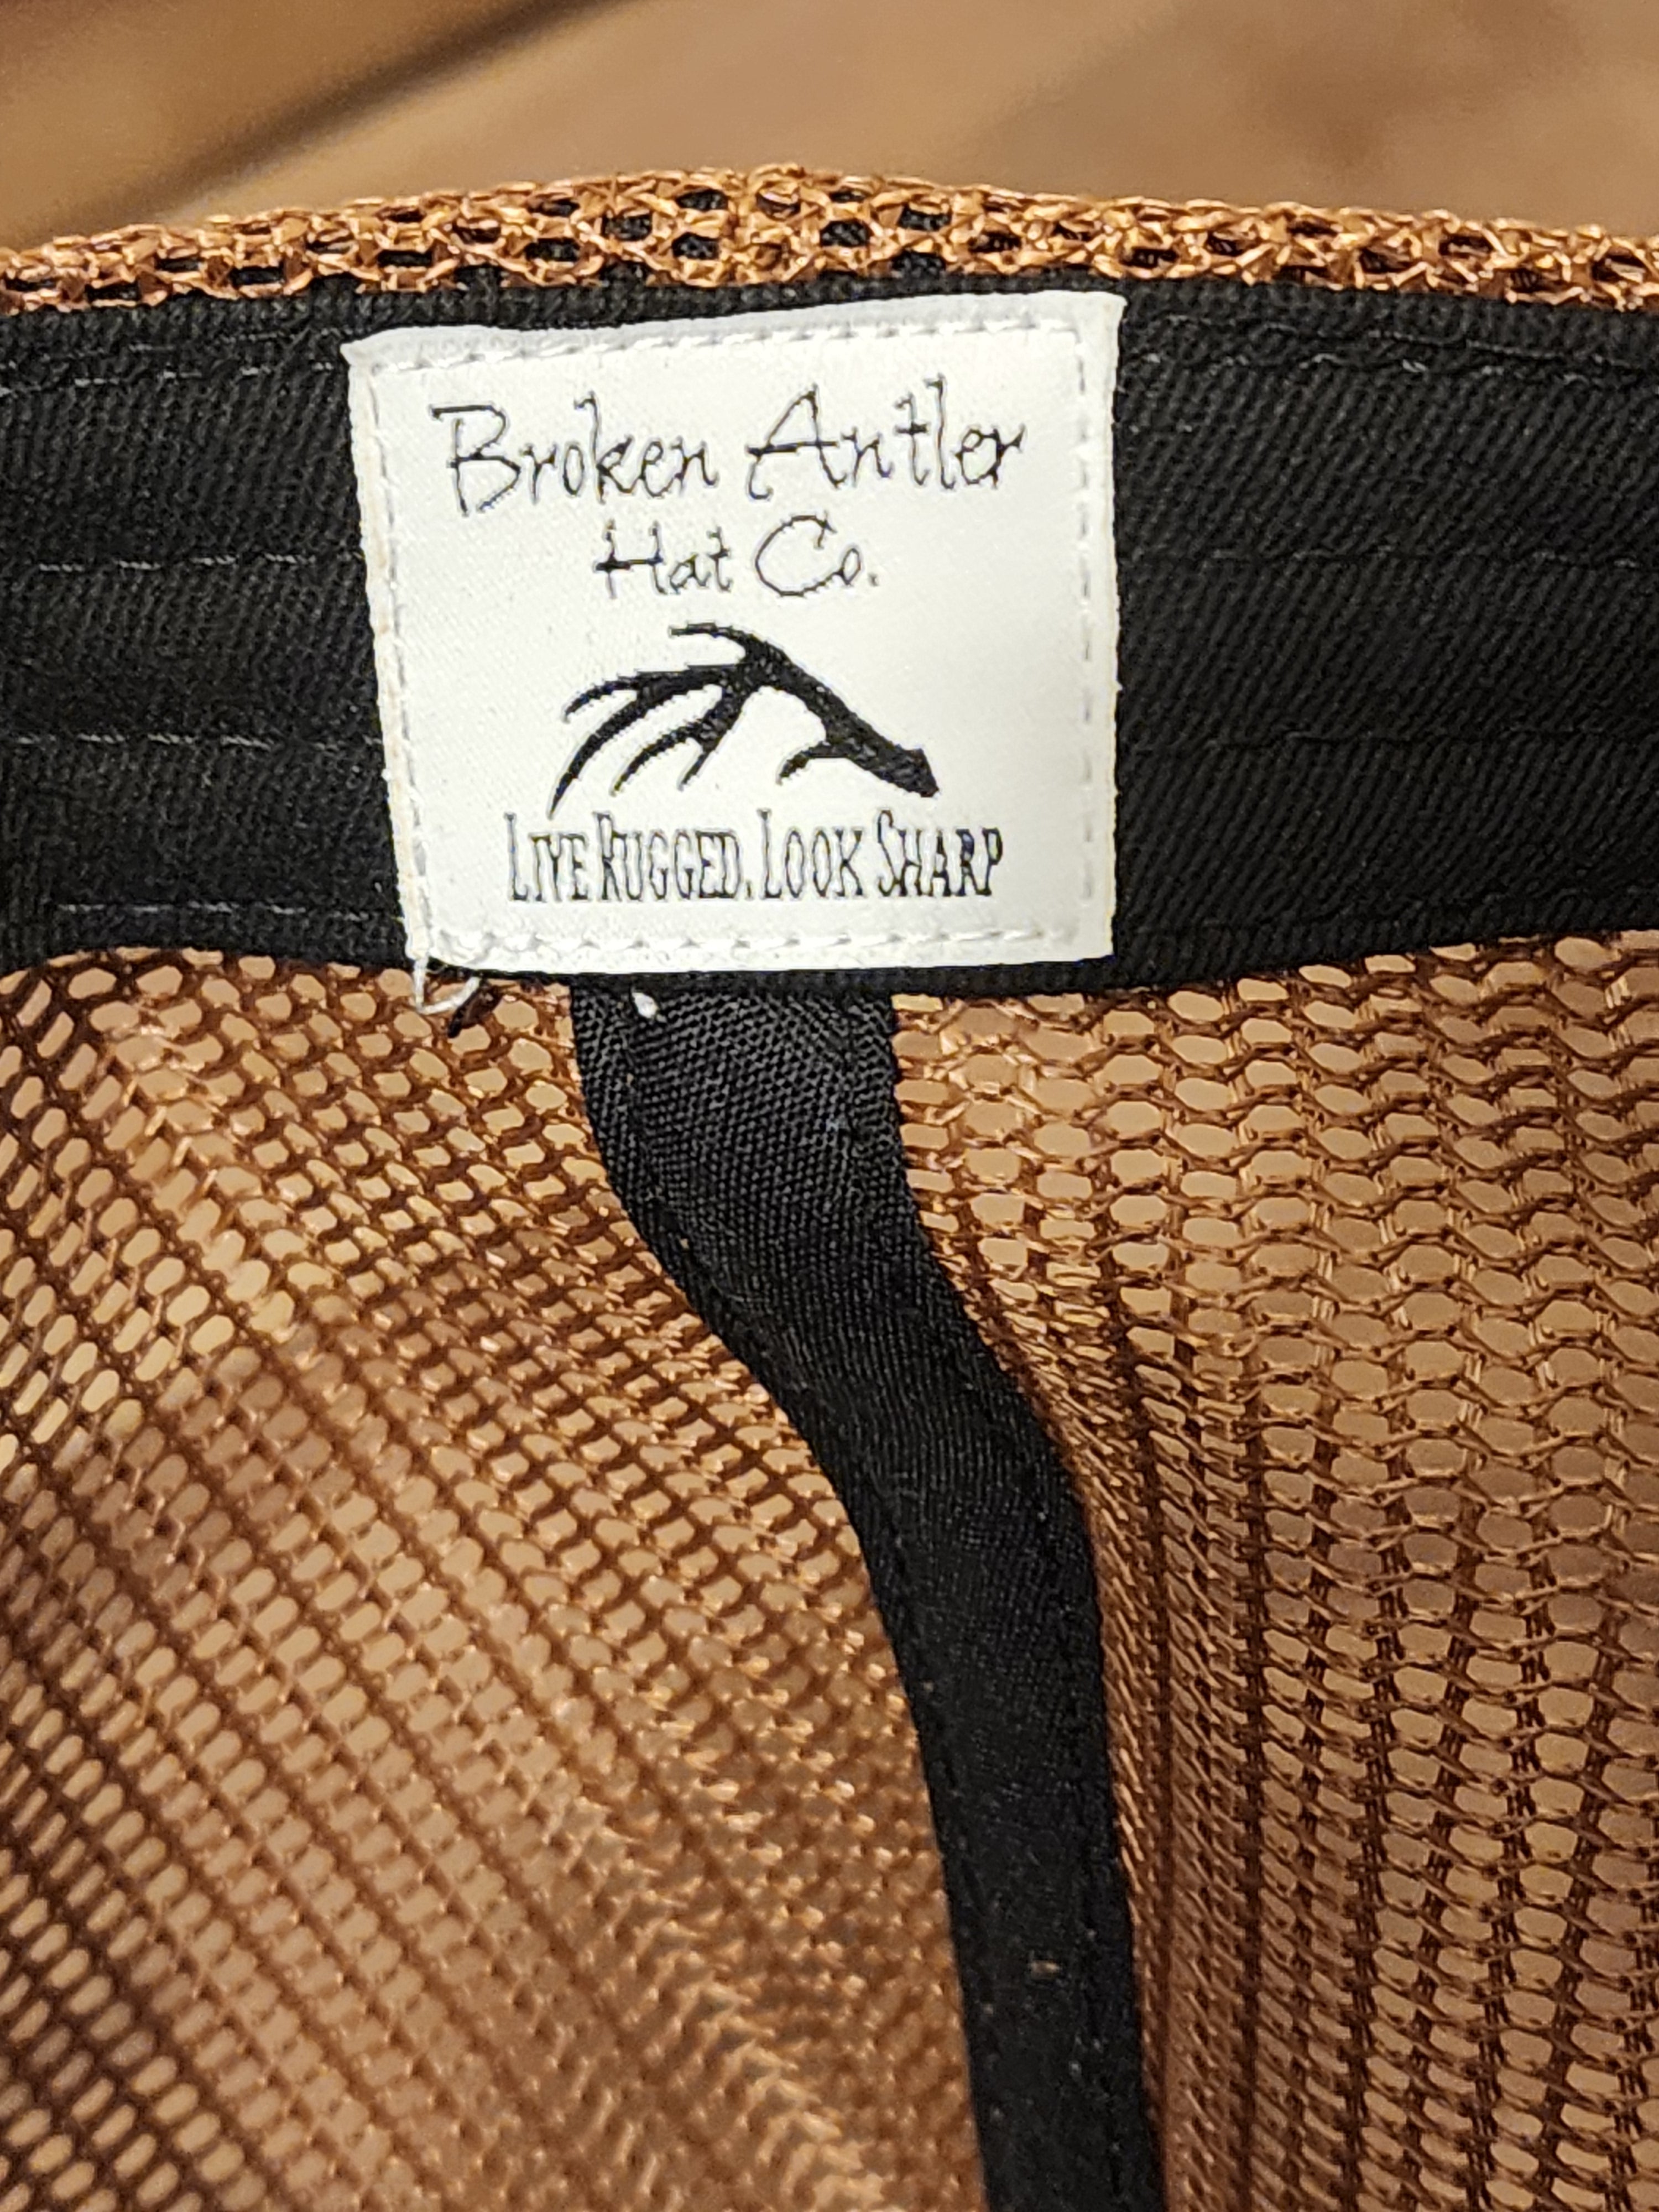 Broken Antler
Hat Co.
LIVE RUGGED. LOOK SHARP